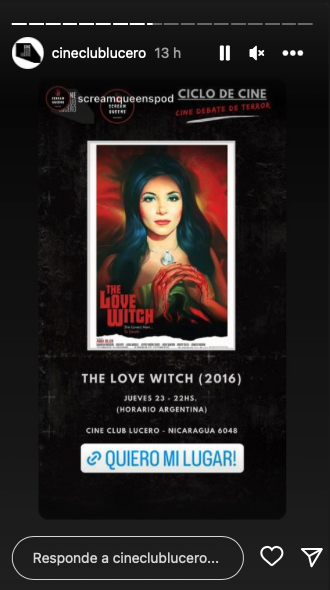 cineclublucero 13 h
screamqueenspod
CICLO DE CINE
CINE DEBATE DE TERROR
SCREAM
QUEENS
THE
LOVE
WITCH
THE LOVE WITCH (2016)
JUEVES 23 - 22HS.
(HORARIO ARGENTINA)
CINE CLUB LUCERO - NICARAGUA 6048
QUIERO MI LUGAR!
Responde a cineclublucero...